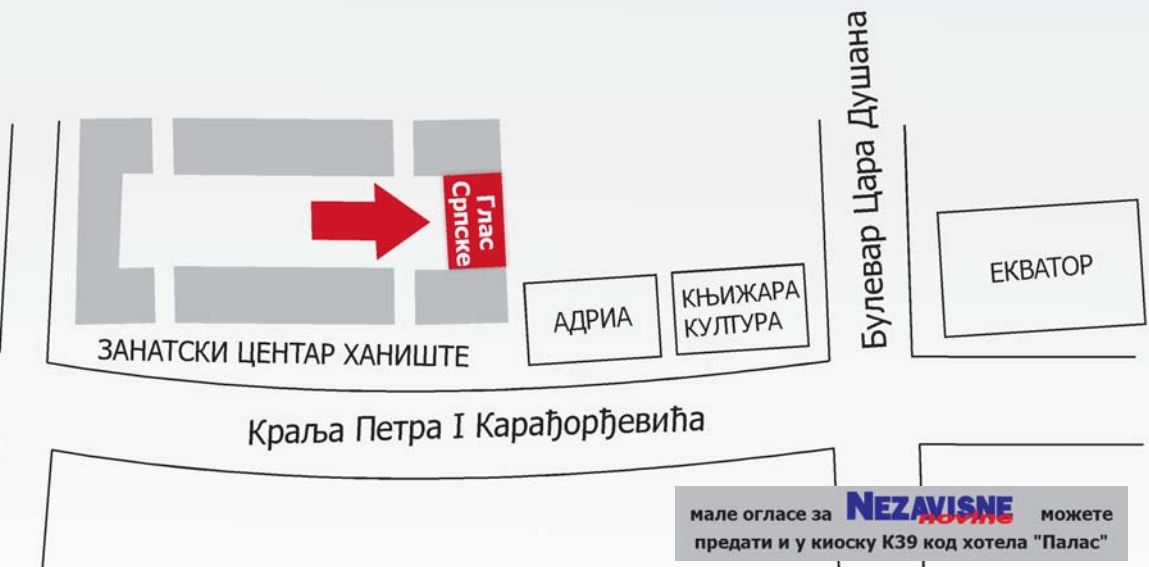 Булевар Цара Душана
Глас
Српске
ЕКВАТОР
КЊИЖАРА
КУЛТУРА
АДРИА
ЗАНАТСКИ ЦЕНТАР ХАНИШТЕ
Краља Петра I Карађорђевића
мале огласе за NEZAVISNE novine можете
предати и у киоску К39 код хотела "Палас"